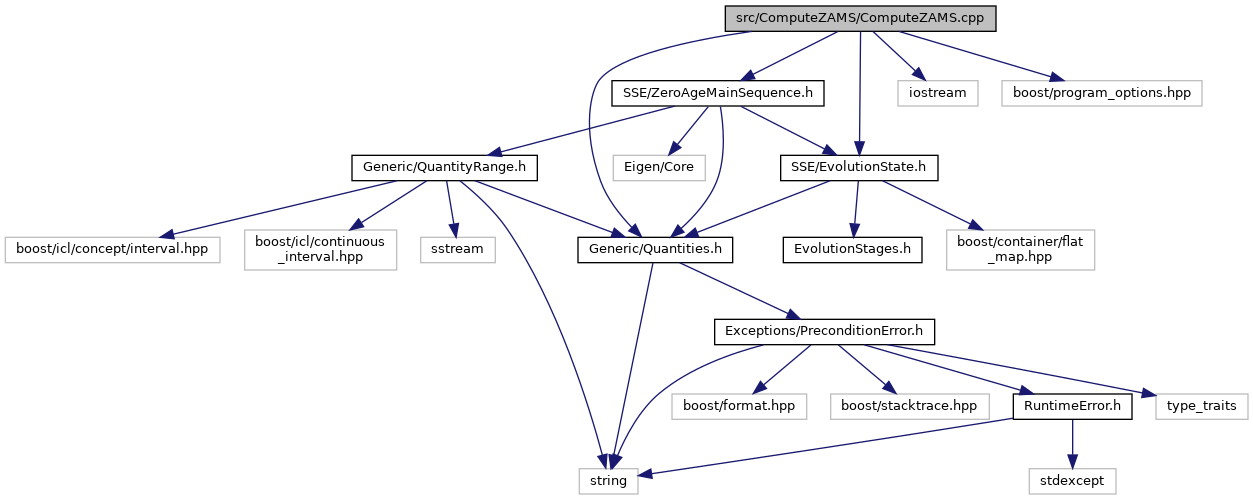 src/ComputeZAMS/ComputeZAMS.cpp
SSE/ZeroAgeMainSequence.h
iostream
boost/program_options.hpp
Generic/QuantityRange.h
Eigen/Core
SSE/EvolutionState.h
boost/icl/concept/interval.hpp
boost/icl/continuous
_interval.hpp
sstream
Generic/Quantities.h
EvolutionStages.h
boost/container/flat
_map.hpp
Exceptions/PreconditionError.h
boost/format.hpp
boost/stacktrace.hpp
RuntimeError.h
type_traits
string
stdexcept